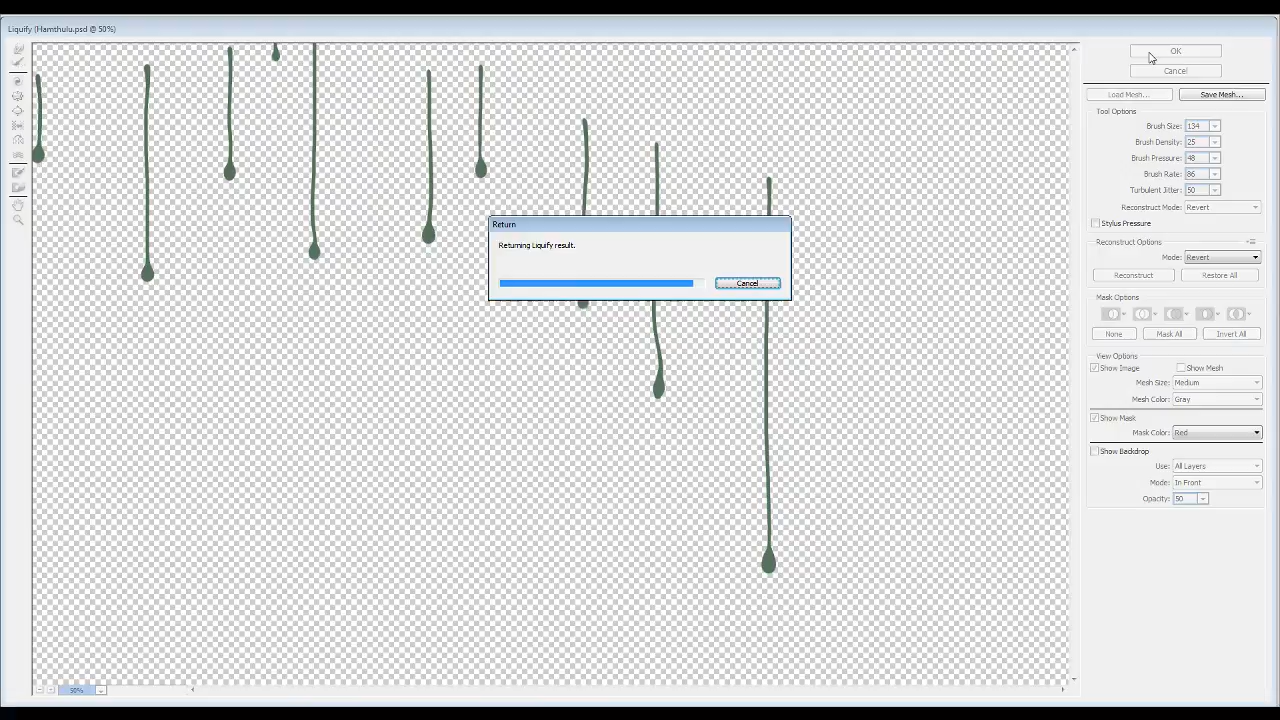 Liquify (Hamthulu.psd @ 50%)
OK
Cancel
Load Mesh...
Save Mesh...
Tool Options
Brush Size: 134
Brush Density: 25
Brush Pressure: 48
Brush Rate: 86
Turbulent Jitter: 50
Reconstruct Mode: Revert
Stylus Pressure
Reconstruct Options
Mode: Revert
Reconstruct
Restore All
Mask Options
None
Mask All
Invert All
View Options
Show Image
Show Mesh
Mesh Size: Medium
Mesh Color: Gray
Show Mask
Mask Color: Red
Show Backdrop
Use: All Layers
Mode: In Front
Opacity: 50
Return
Returning Liquify result.
Cancel
50%